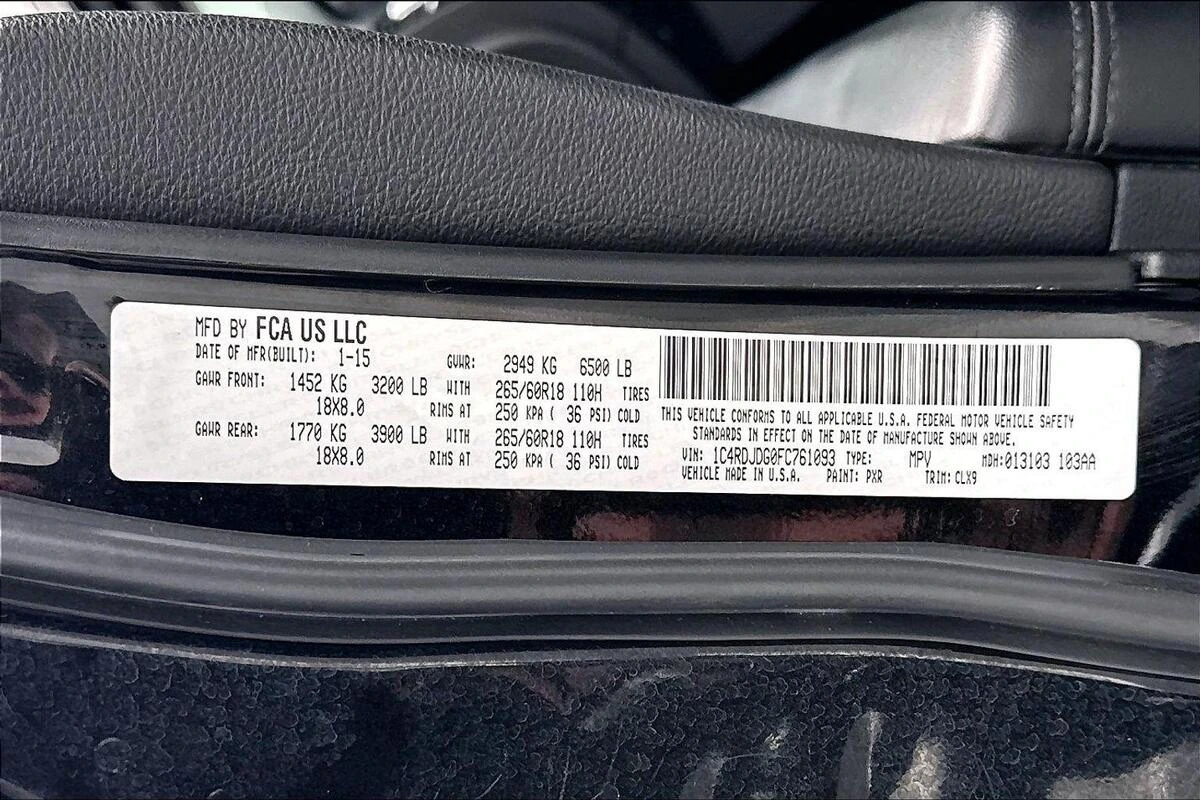 MFD BY FCA US LLC
DATE OF MFR(BUILT): 1-15 GVWR: 2949 KG 6500 LB
GAWR FRONT: 1452 KG 3200 LB WITH 265/60R18 110H TIRES
18X8.0 RIMS AT 250 KPA ( 36 PSI) COLD
GAWR REAR: 1770 KG 3900 LB WITH 265/60R18 110H TIRES
18X8.0 RIMS AT 250 KPA ( 36 PSI) COLD
THIS VEHICLE CONFORMS TO ALL APPLICABLE U.S.A. FEDERAL MOTOR VEHICLE SAFETY
STANDARDS IN EFFECT ON THE DATE OF MANUFACTURE SHOWN ABOVE.
VIN: 1C4RDJDG0FC761093 TYPE: MPV MDH:013103 103AA
VEHICLE MADE IN U.S.A. PAINT: PXR TRIM: CLX9